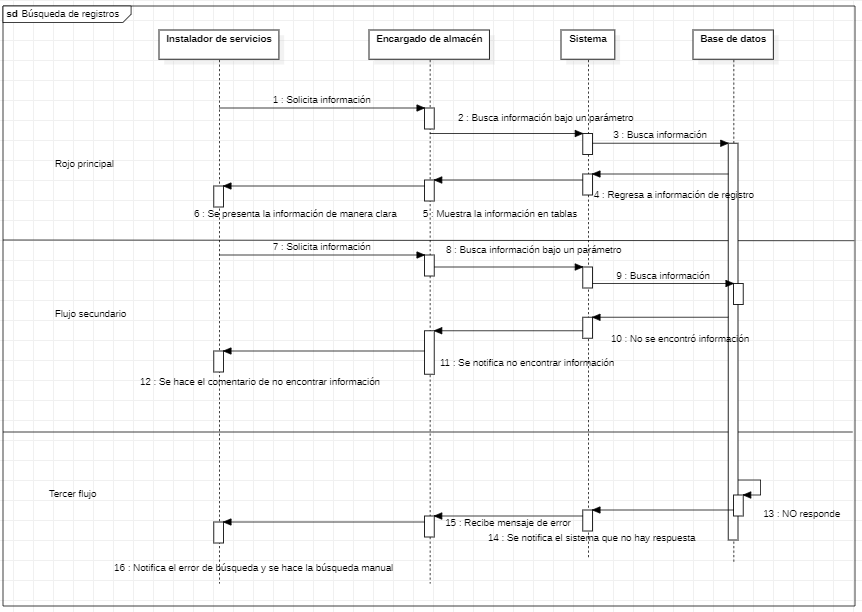 sd Búsqueda de registros
Instalador de servicios
Encargado de almacén
Sistema
Base de datos
1 : Solicita información
2 : Busca información bajo un parámetro
3 : Busca información
Rojo principal
4 : Regresa a información de registro
6 : Se presenta la información de manera clara
5 : Muestra la información en tablas
7 : Solicita información
8 : Busca información bajo un parámetro
9 : Busca información
Flujo secundario
10 : No se encontró información
11 : Se notifica no encontrar información
12 : Se hace el comentario de no encontrar información
Tercer flujo
13 : NO responde
15 : Recibe mensaje de error
14 : Se notifica el sistema que no hay respuesta
16 : Notifica el error de búsqueda y se hace la búsqueda manual